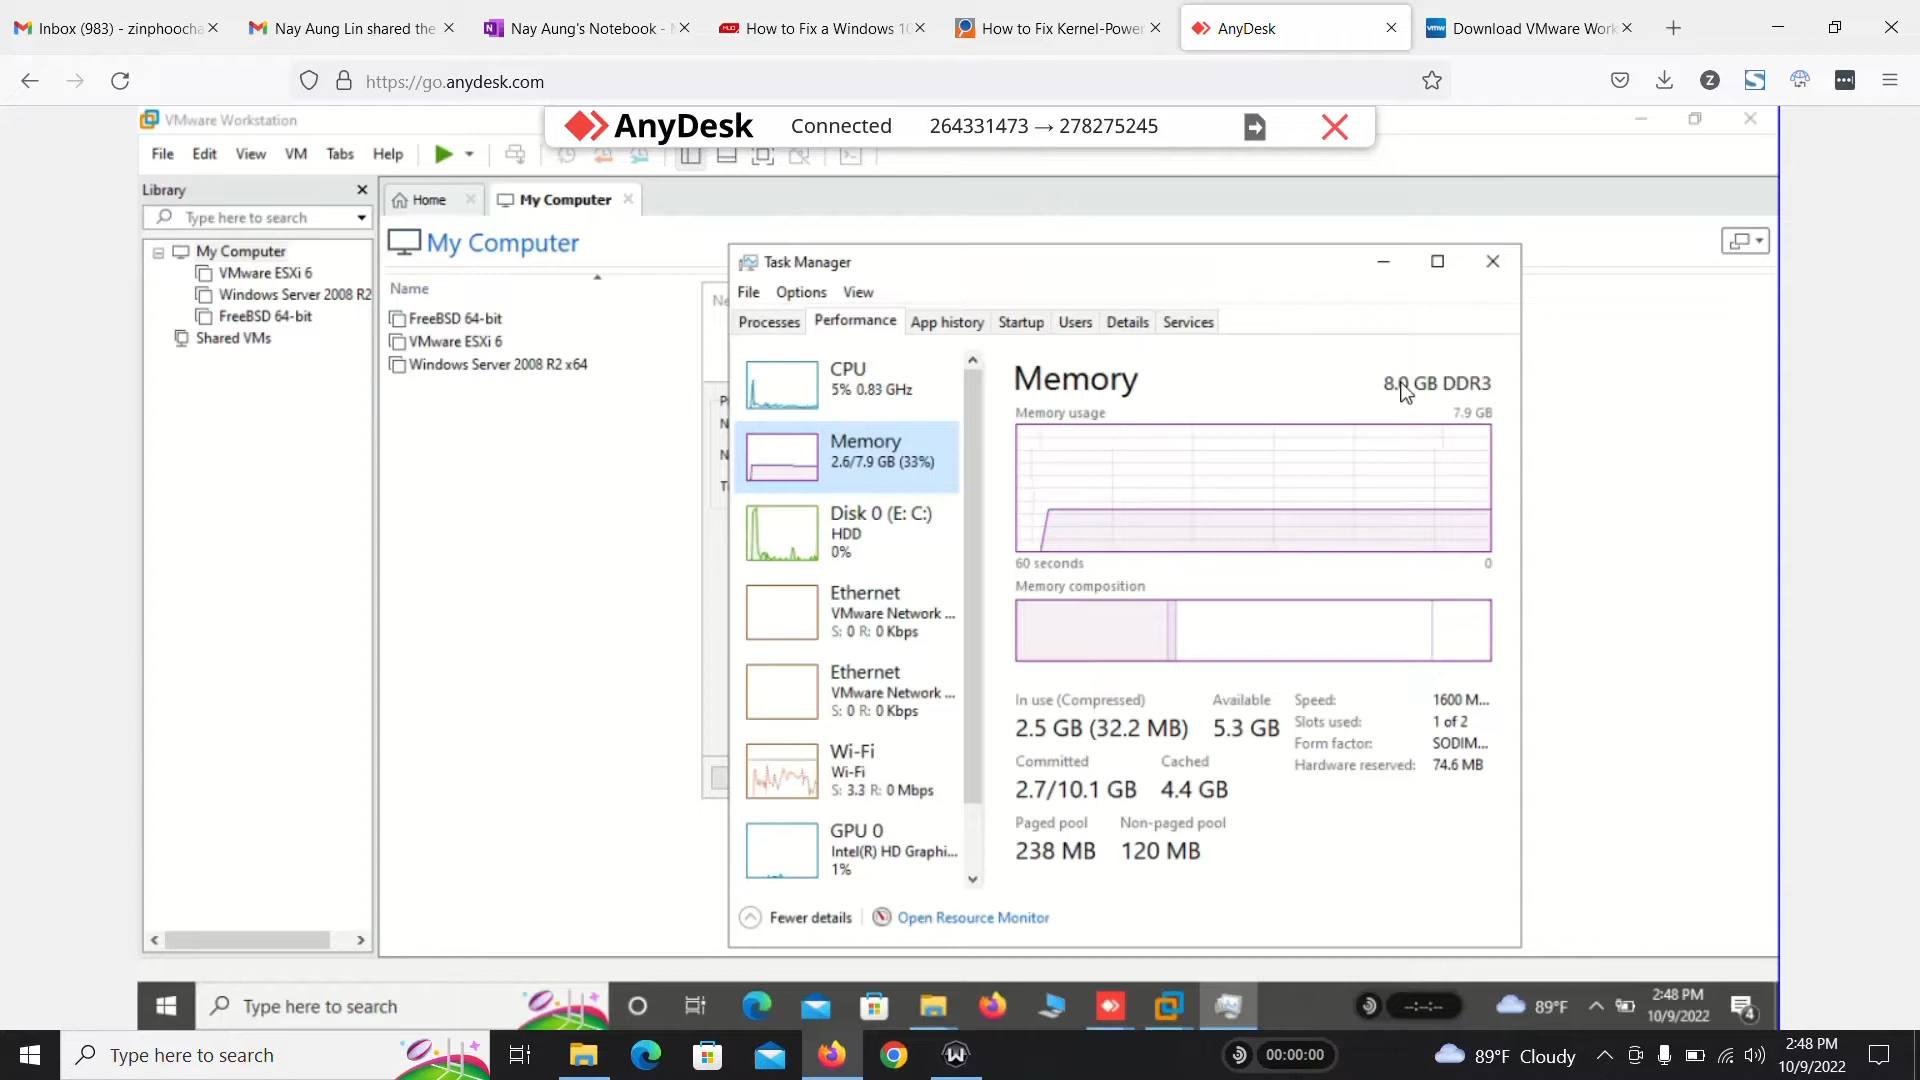 Inbox (983) - zinphoocha
Nay Aung Lin shared the
Nay Aung's Notebook -
How to Fix a Windows 10
How to Fix Kernel-Power
AnyDesk
Download VMware Work
https://go.anydesk.com
VMware Workstation
AnyDesk Connected 264331473 → 278275245
File Edit View VM Tabs Help
Library
Home
My Computer
Type here to search
My Computer
My Computer
VMware ESXi 6
Windows Server 2008 R2
FreeBSD 64-bit
Shared VMs
Name
FreeBSD 64-bit
VMware ESXi 6
Windows Server 2008 R2 x64
Ne
Task Manager
File Options View
Processes Performance App history Startup Users Details Services
CPU
5% 0.83 GHz
Memory
2.6/7.9 GB (33%)
Disk 0 (E: C:)
HDD
0%
Ethernet
VMware Network ...
S: 0 R: 0 Kbps
Ethernet
VMware Network ...
S: 0 R: 0 Kbps
Wi-Fi
Wi-Fi
S: 3.3 R: 0 Mbps
GPU 0
Intel(R) HD Graphi...
1%
Memory
8.0 GB DDR3
Memory usage
7.9 GB
60 seconds
0
Memory composition
In use (Compressed)
2.5 GB (32.2 MB)
Available
5.3 GB
Speed: 1600 M...
Slots used: 1 of 2
Form factor: SODIM...
Hardware reserved: 74.6 MB
Committed
2.7/10.1 GB
Cached
4.4 GB
Paged pool
238 MB
Non-paged pool
120 MB
Fewer details
Open Resource Monitor
Type here to search
--:--:--
89°F
2:48 PM
10/9/2022
4
Type here to search
00:00:00
89°F Cloudy
2:48 PM
10/9/2022